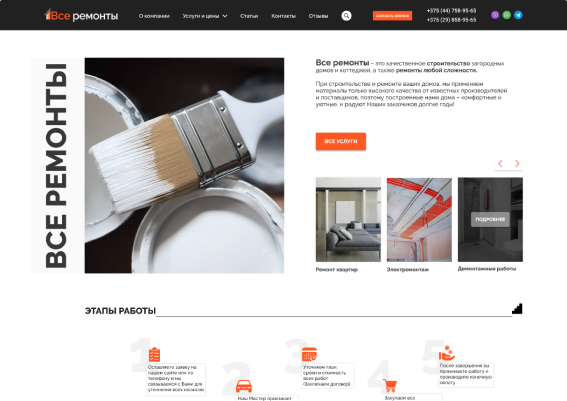 Все ремонты
О компании
Услуги и цены
Статьи
Контакты
Отзывы
Заказать звонок
+375 (44) 758-95-65
+375 (29) 858-95-65
ВСЕ РЕМОНТЫ
Все ремонты - это качественное строительство загородных
домов и коттеджей, а также ремонты любой сложности.
При строительстве и ремонте ваших домов, мы применяем
материалы только высокого качества от известных производителей
и поставщиков, поэтому построенные нами дома – комфортные и
уютные, и радуют Наших заказчиков долгие годы!
ВСЕ УСЛУГИ
ПОДРОБНЕЕ
Ремонт квартир
Электромонтаж
Демонтажные работы
ЭТАПЫ РАБОТЫ
1
Оставляете заявку на
нашем сайте или по
телефону и мы
связываемся с Вами для
уточнения всех нюансов
2
Наш Мастер приезжает
3
Уточняем план,
сроки и стоимость
всех работ
(Заключаем договор)
4
Закупаем все
5
После завершения вы
принимаете работу и
производите конечную
оплату